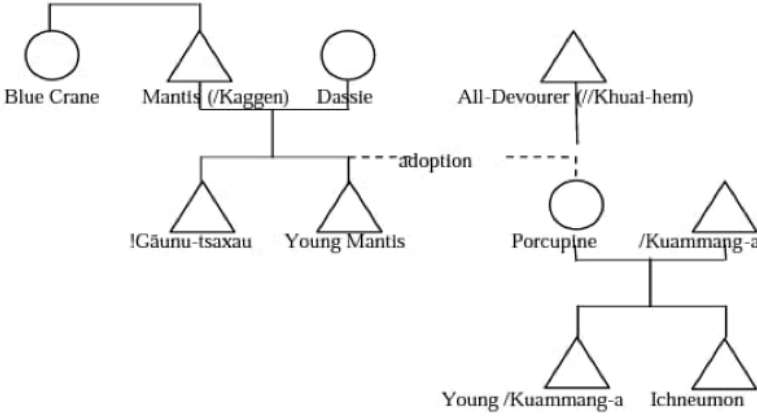 Blue Crane Mantis (/Kaggen) Dassie All-Devourer (//Khuai-hem)
adoption
!Gãunu-tsaxau Young Mantis Porcupine /Kuammang-a
Young /Kuammang-a Ichneumon